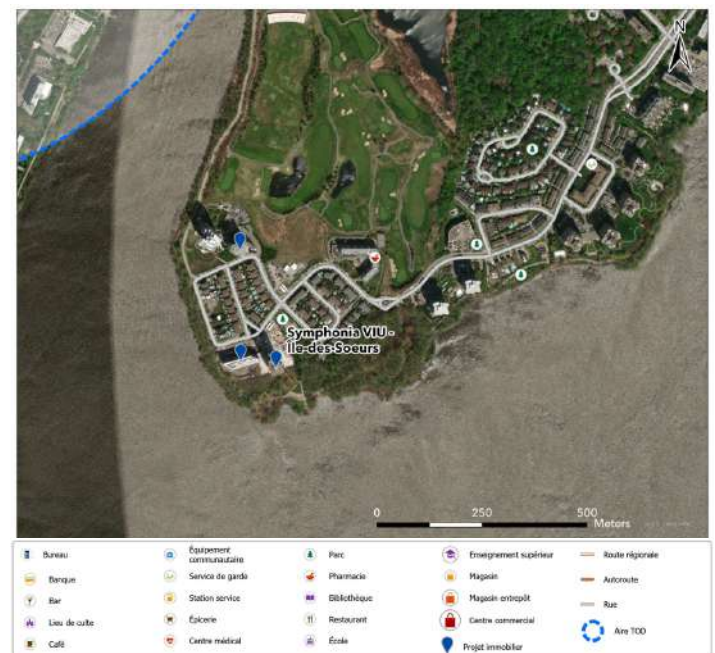 N
Symphonia VIU -
Île-des-Soeurs
0 250 500
Meters
Bureau
Banque
Bar
Lieu de culte
Café
Équipement
communautaire
Service de garde
Station service
Épicerie
Centre médical
Parc
Pharmacie
Bibliothèque
Restaurant
École
Enseignement supérieur
Magasin
Magasin entrepôt
Centre commercial
Projet immobilier
Route régionale
Autoroute
Rue
Aire TOD